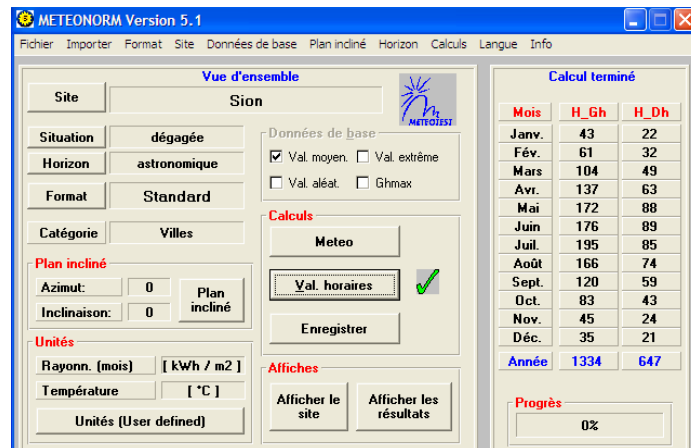 METEONORM Version 5.1
Fichier Importer Format Site Données de base Plan incliné Horizon Calculs Langue Info
Vue d'ensemble
Site Sion
METEOTEST
Situation dégagée
Horizon astronomique
Format Standard
Catégorie Villes
Données de base
Val. moyen. Val. extrême
Val. aléat. Ghmax
Plan incliné
Azimut: 0
Inclinaison: 0
Plan
incliné
Calculs
Meteo
Val. horaires
Enregistrer
Unités
Rayonn. (mois) [ kWh / m2 ]
Température [ °C ]
Unités (User defined)
Affiches
Afficher le
site
Afficher les
résultats
Calcul terminé
Mois H_Gh H_Dh
Janv. 43 22
Fév. 61 32
Mars 104 49
Avr. 137 63
Mai 172 88
Juin 176 89
Juil. 195 85
Août 166 74
Sept. 120 59
Oct. 83 43
Nov. 45 24
Déc. 35 21
Année 1334 647
Progrès
0%